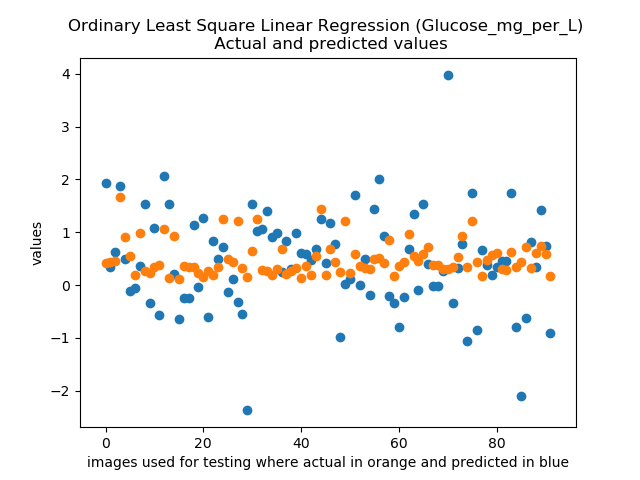 Ordinary Least Square Linear Regression (Glucose_mg_per_L)
Actual and predicted values
4
3
2
1
0
−1
−2
values
0 20 40 60 80
images used for testing where actual in orange and predicted in blue